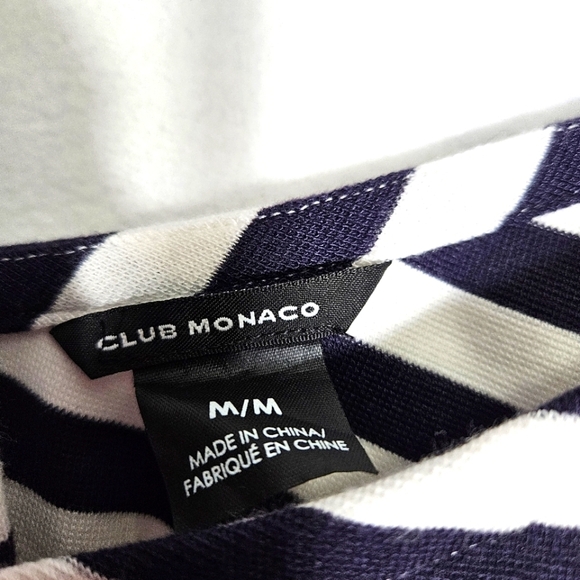 CLUB MONACO
M/M
MADE IN CHINA/
FABRIQUÉ EN CHINE